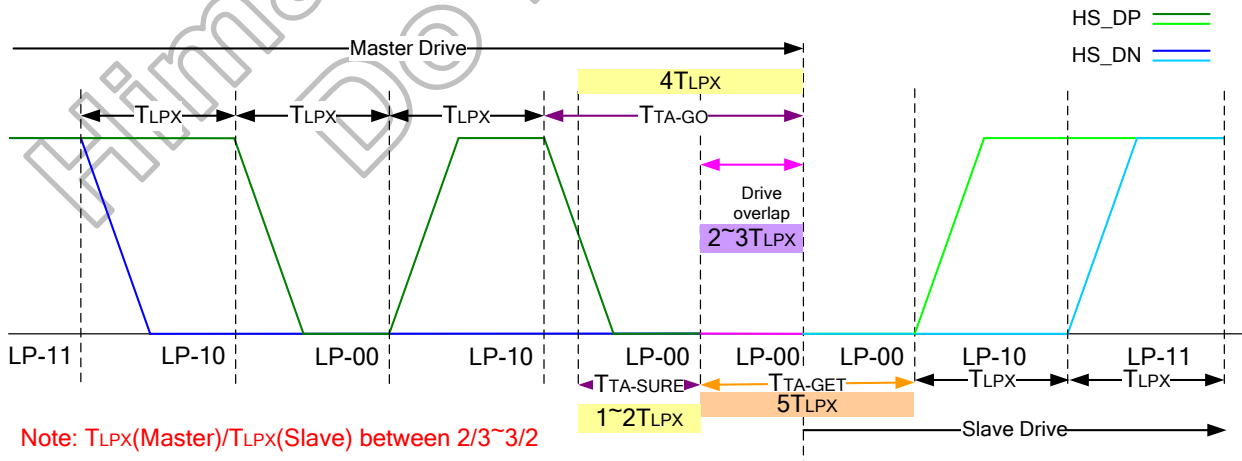 Hima
Do
HS_DP
HS_DN
Master Drive
4TLPX
TLPX TLPX TLPX TTA-GO
Drive
overlap
2~3TLPX
LP-11 LP-10 LP-00 LP-10 LP-00 LP-00 LP-00 LP-10 LP-11
TTA-SURE TTA-GET TLPX TLPX
1~2TLPX 5TLPX
Slave Drive
Note: TLPX(Master)/TLPX(Slave) between 2/3~3/2